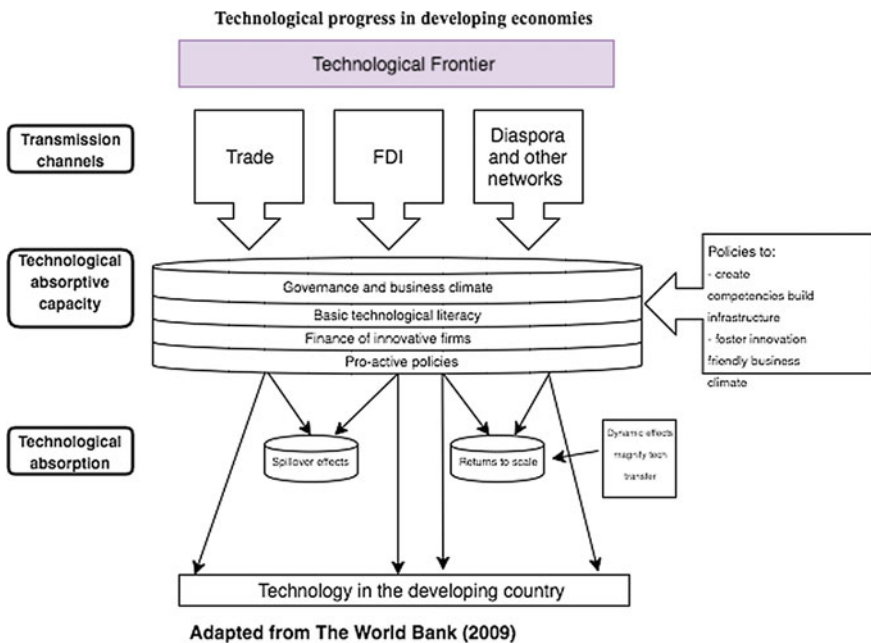 Technological progress in developing economies
Technological Frontier
Transmission
channels
Trade
FDI
Diaspora
and other
networks
Technological
absorptive
capacity
Governance and business climate
Basic technological literacy
Finance of innovative firms
Pro-active policies
Policies to:
- create
competencies build
infrastructure
- foster innovation
friendly business
climate
Technological
absorption
Spillover effects
Returns to scale
Dynamic effects
magnify tech
transfer
Technology in the developing country
Adapted from The World Bank (2009)